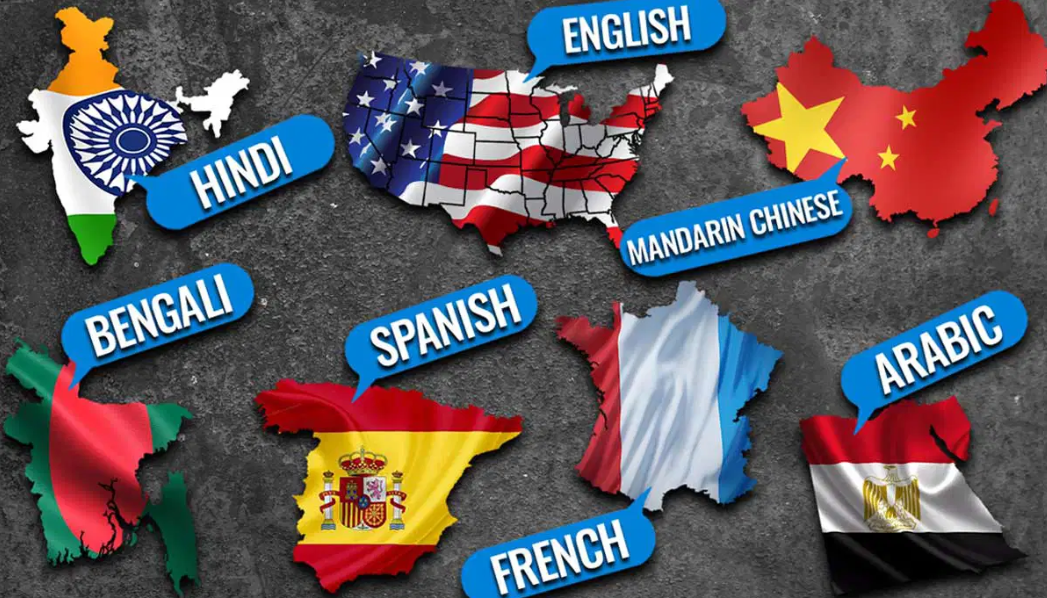 ENGLISH
HINDI
MANDARIN CHINESE
BENGALI
SPANISH
ARABIC
FRENCH